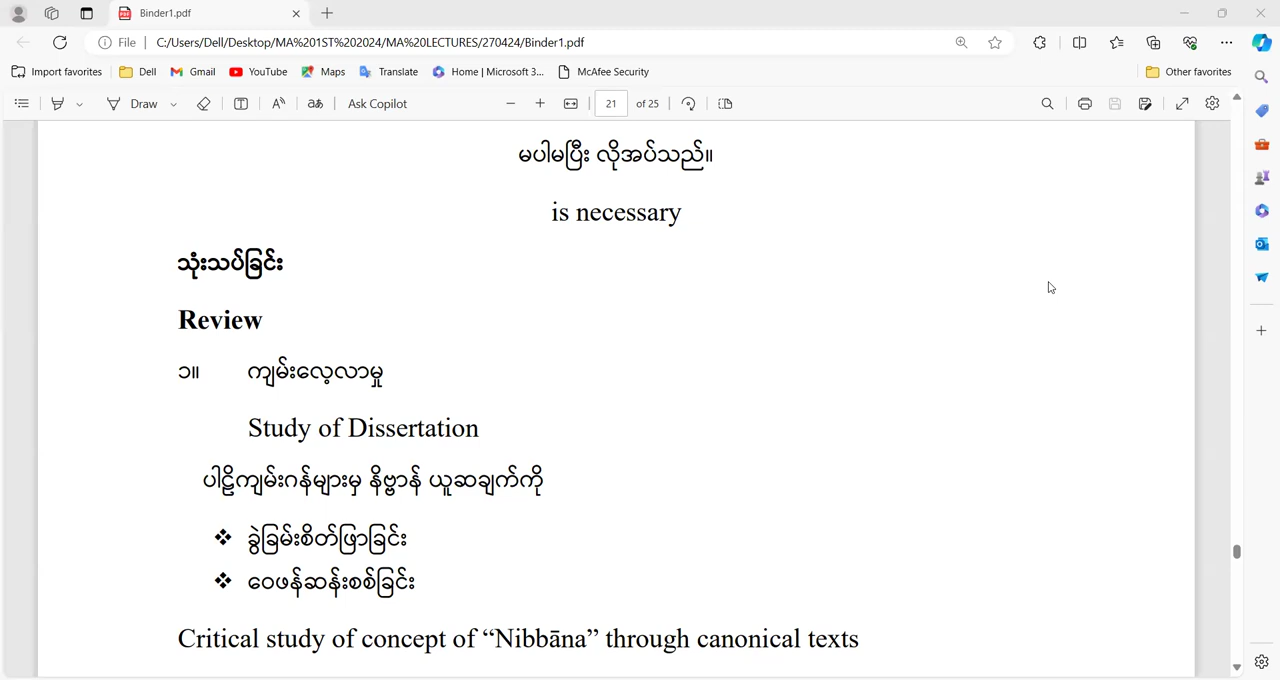 Binder1.pdf
File
C:/Users/Dell/Desktop/MA%201ST%202024/MA%20LECTURES/270424/Binder1.pdf
Import favorites Dell Gmail YouTube Maps Translate Home | Microsoft 3... McAfee Security Other favorites
Draw aあ Ask Copilot 21 of 25
မပါမပြီး လိုအပ်သည်။
is necessary
သုံးသပ်ခြင်း
Review
၁။ ကျမ်းလေ့လာမှု
Study of Dissertation
ပါဠိကျမ်းဂန်များမှ နိဗ္ဗာန် ယူဆချက်ကို
❖ ခွဲခြမ်းစိတ်ဖြာခြင်း
❖ ဝေဖန်ဆန်းစစ်ခြင်း
Critical study of concept of “Nibbāna” through canonical texts